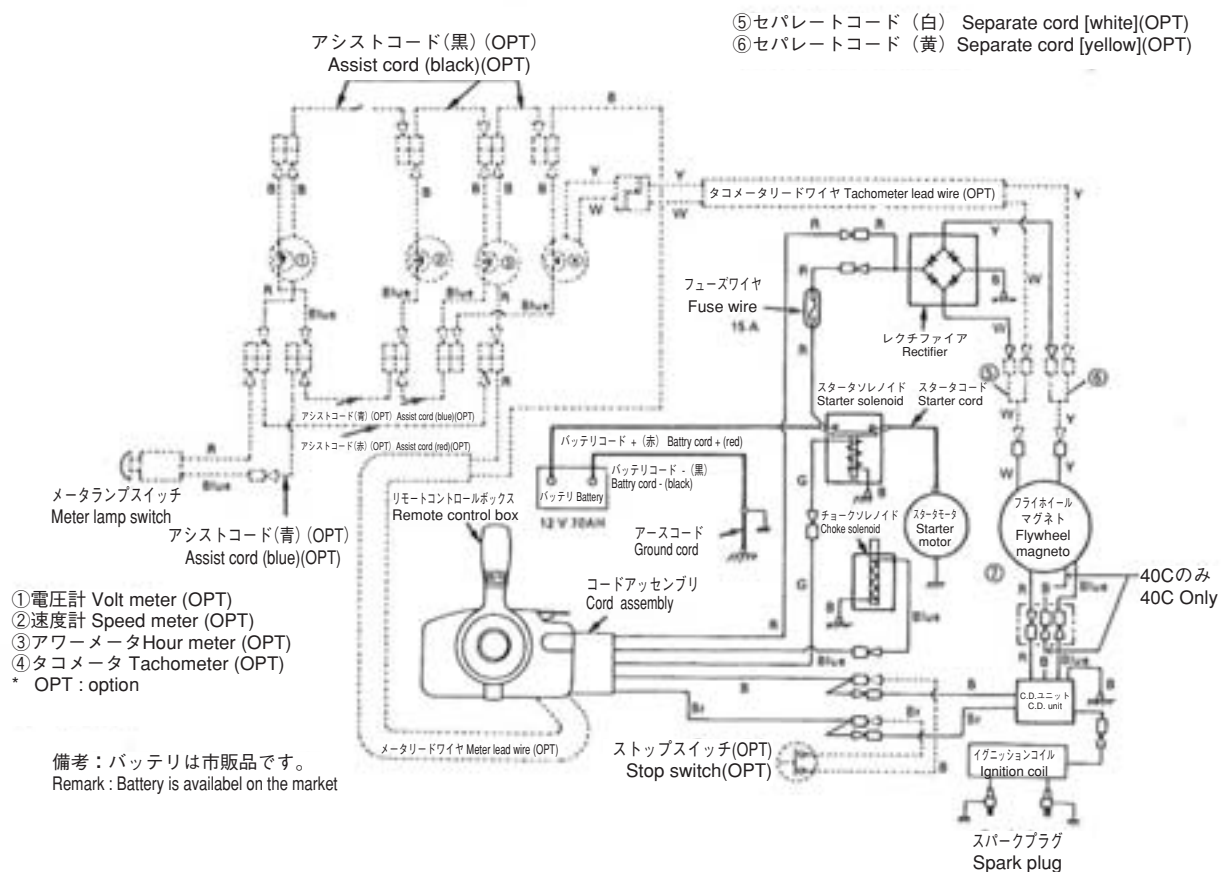 ⑤セパレートコード（白） Separate cord [white](OPT)
⑥セパレートコード（黄）Separate cord [yellow](OPT)
アシストコード(黒) (OPT)
Assist cord (black)(OPT)
B
B
B
B
B
B
B
Y
W
Y
W
タコメータリードワイヤ Tachometer lead wire (OPT)
Y
W
①
②
③
④
R
R
Y
R
B
W
フューズワイヤ
Fuse wire
15 A
R
レクチファイア
Rectifier
R
Blue
Blue
R
Blue
⑤
⑥
W
Y
W
Y
R
スタータソレノイド
Starter solenoid
スタータコード
Starter cord
アシストコード(青) (OPT) Assist cord (blue)(OPT)
アシストコード(赤) (OPT) Assist cord (red)(OPT)
バッテリコード + (赤) Battry cord + (red)
バッテリコード - (黒)
Battry cord - (black)
バッテリ Battery
12 V 70AH
R
Blue
メータランプスイッチ
Meter lamp switch
アシストコード(青) (OPT)
Assist cord (blue)(OPT)
リモートコントロールボックス
Remote control box
アースコード
Ground cord
G
B
チョークソレノイド
Choke solenoid
スタータモータ
Starter
motor
フライホイール
マグネト
Flywheel
magneto
⑦
R
B
Blue
40Cのみ
40C Only
コードアッセンブリ
Cord assembly
G
B
Blue
R
Blue
R
B
Blue
①電圧計 Volt meter (OPT)
②速度計 Speed meter (OPT)
③アワーメータHour meter (OPT)
④タコメータ Tachometer (OPT)
* OPT : option
B
B
Br
Br
Br
B
B
C.D.ユニット
C.D. unit
メータリードワイヤ Meter lead wire (OPT)
ストップスイッチ(OPT)
Stop switch(OPT)
イグニッションコイル
Ignition coil
備考：バッテリは市販品です。
Remark : Battery is availabel on the market
スパークプラグ
Spark plug